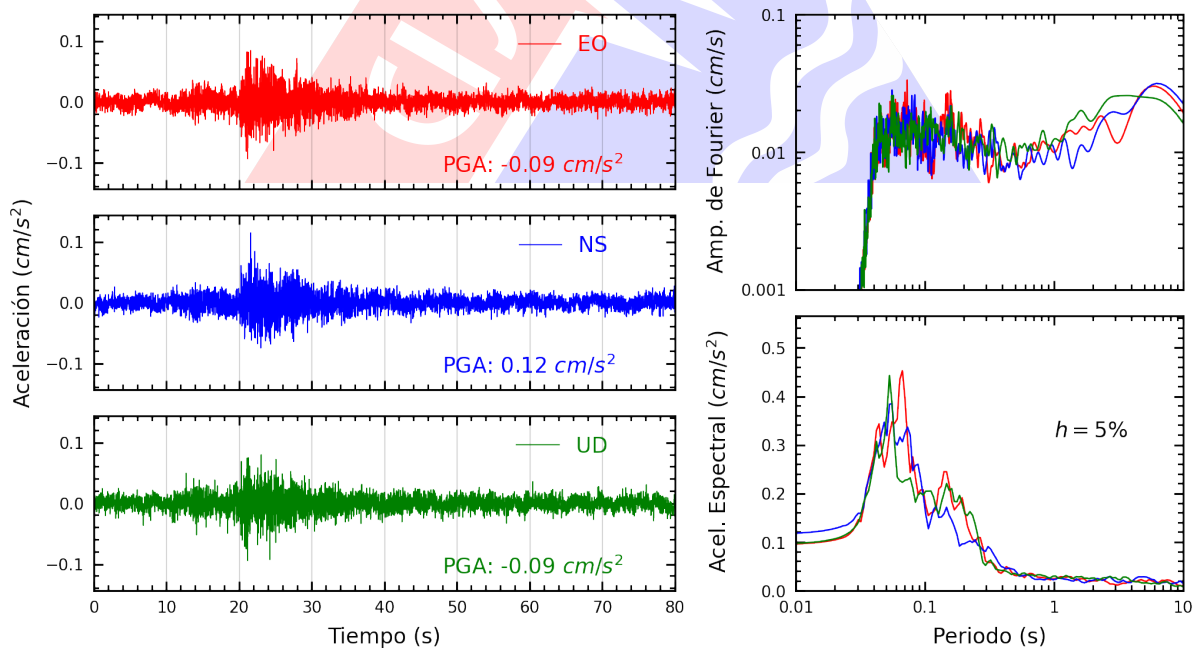 Aceleración (cm/s²)
0.1
0.0
−0.1
EO
PGA: -0.09 cm/s²
0.1
0.0
−0.1
NS
PGA: 0.12 cm/s²
0.1
0.0
−0.1
UD
PGA: -0.09 cm/s²
0 10 20 30 40 50 60 70 80
Tiempo (s)
Amp. de Fourier (cm/s)
0.1
0.01
0.001
Acel. Espectral (cm/s²)
0.5
0.4
0.3
0.2
0.1
0.0
h = 5%
0.01 0.1 1 10
Periodo (s)